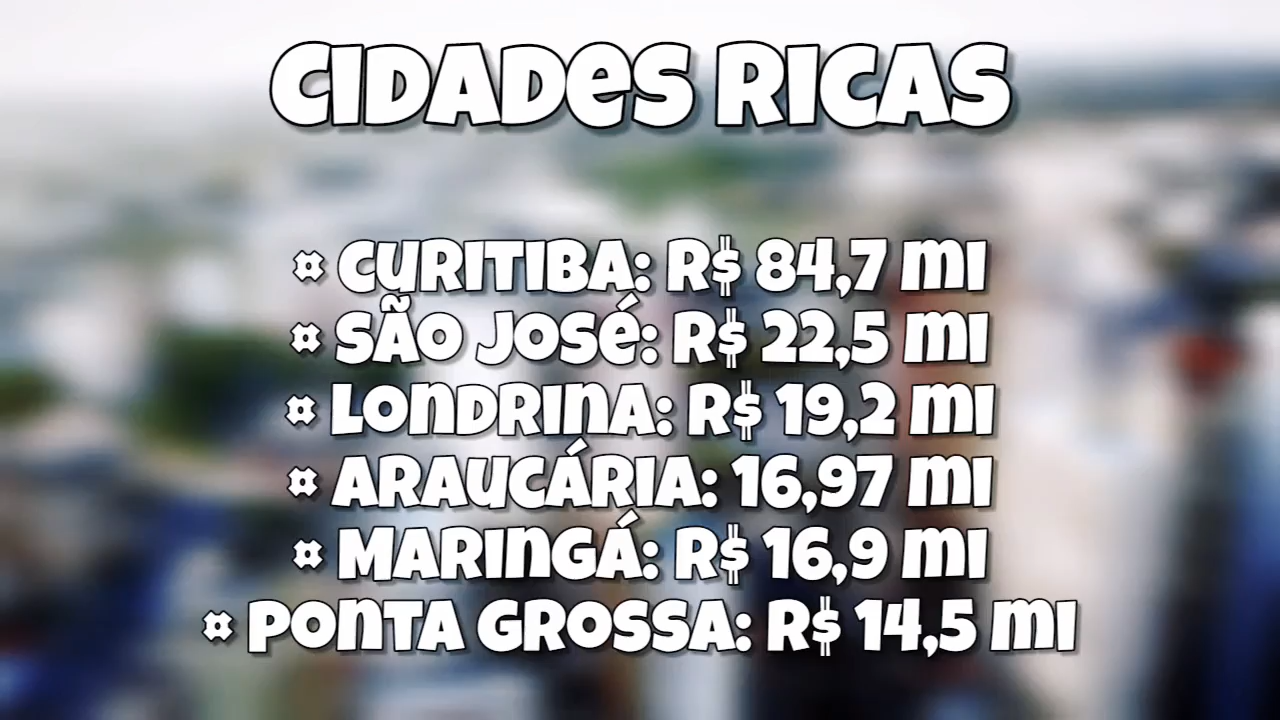 CIDADES RICAS
¤ CURITIBA: R$ 84,7 MI
¤ SÃO JOSÉ: R$ 22,5 MI
¤ LONDRINA: R$ 19,2 MI
¤ ARAUCÁRIA: 16,97 MI
¤ MARINGÁ: R$ 16,9 MI
¤ PONTA GROSSA: R$ 14,5 MI